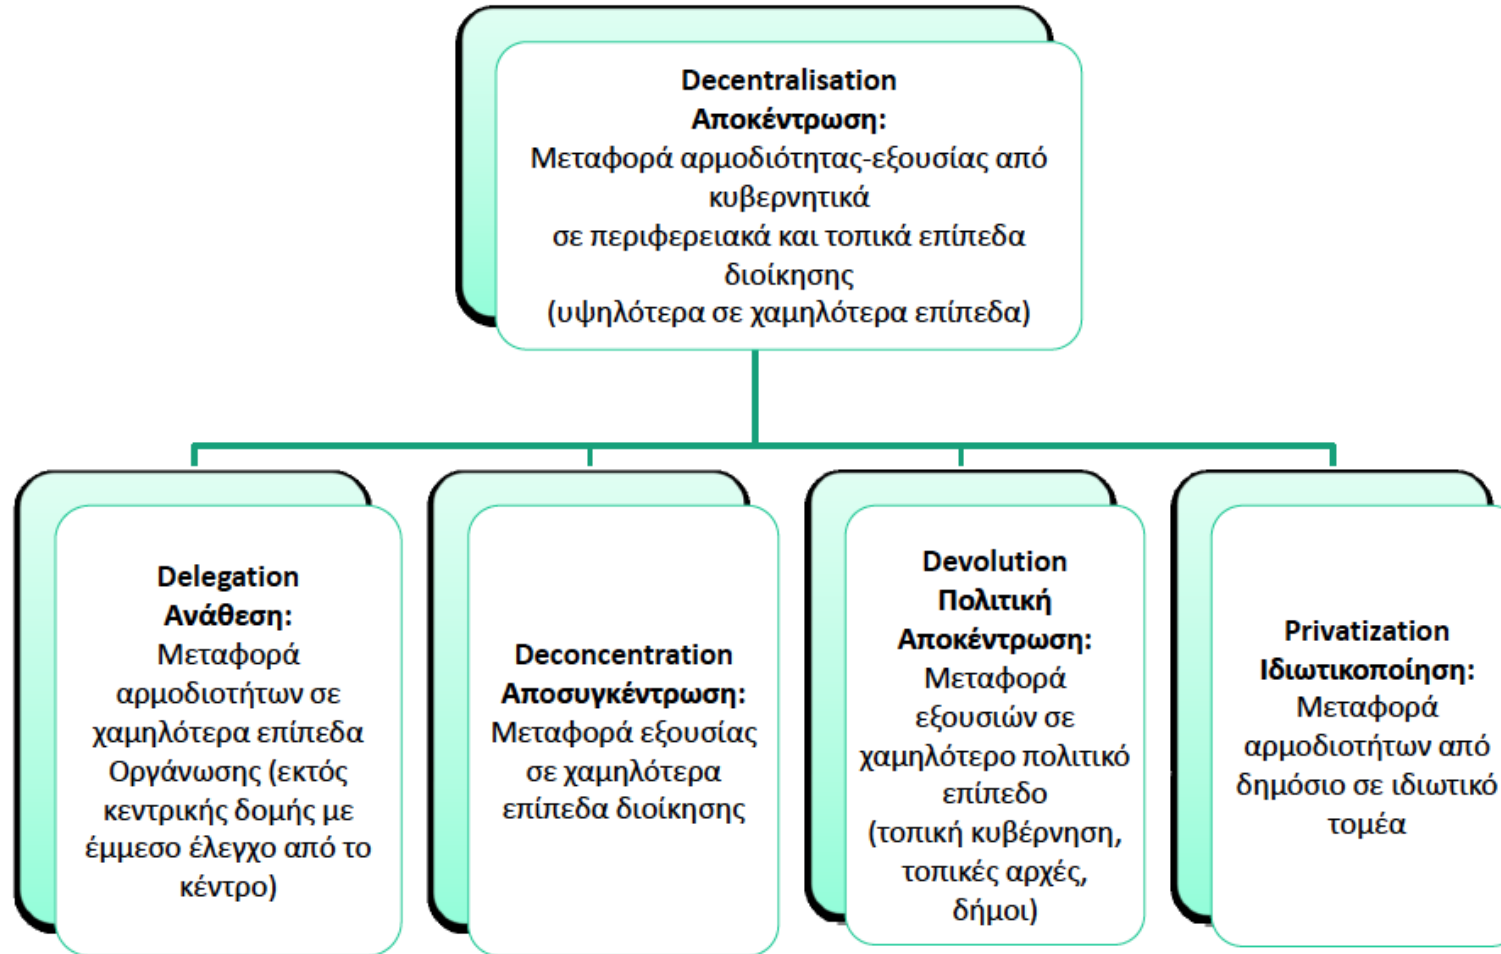 Decentralisation
Αποκέντρωση:
Μεταφορά αρμοδιότητας-εξουσίας από
κυβερνητικά
σε περιφερειακά και τοπικά επίπεδα
διοίκησης
(υψηλότερα σε χαμηλότερα επίπεδα)
Delegation
Ανάθεση:
Μεταφορά
αρμοδιοτήτων σε
χαμηλότερα επίπεδα
Οργάνωσης (εκτός
κεντρικής δομής με
έμμεσο έλεγχο από το
κέντρο)
Deconcentration
Αποσυγκέντρωση:
Μεταφορά εξουσίας
σε χαμηλότερα
επίπεδα διοίκησης
Devolution
Πολιτική
Αποκέντρωση:
Μεταφορά
εξουσιών σε
χαμηλότερο πολιτικό
επίπεδο
(τοπική κυβέρνηση,
τοπικές αρχές,
δήμοι)
Privatization
Ιδιωτικοποίηση:
Μεταφορά
αρμοδιοτήτων από
δημόσιο σε ιδιωτικό
τομέα